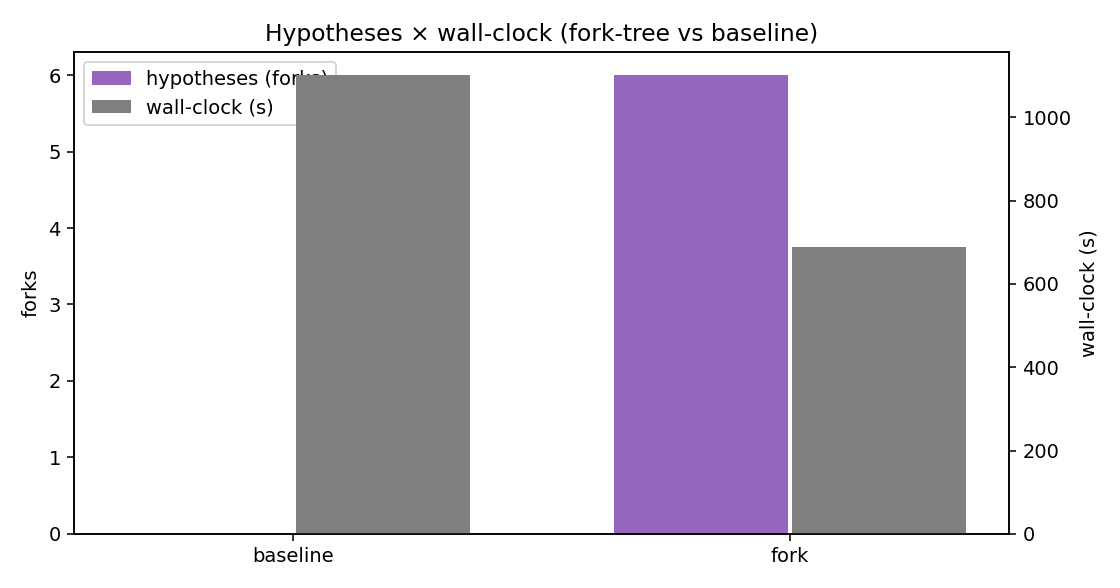 Hypotheses × wall-clock (fork-tree vs baseline)
hypotheses (forks)
wall-clock (s)
6
5
4
3
2
1
0
forks
1000
800
600
400
200
0
wall-clock (s)
baseline
fork